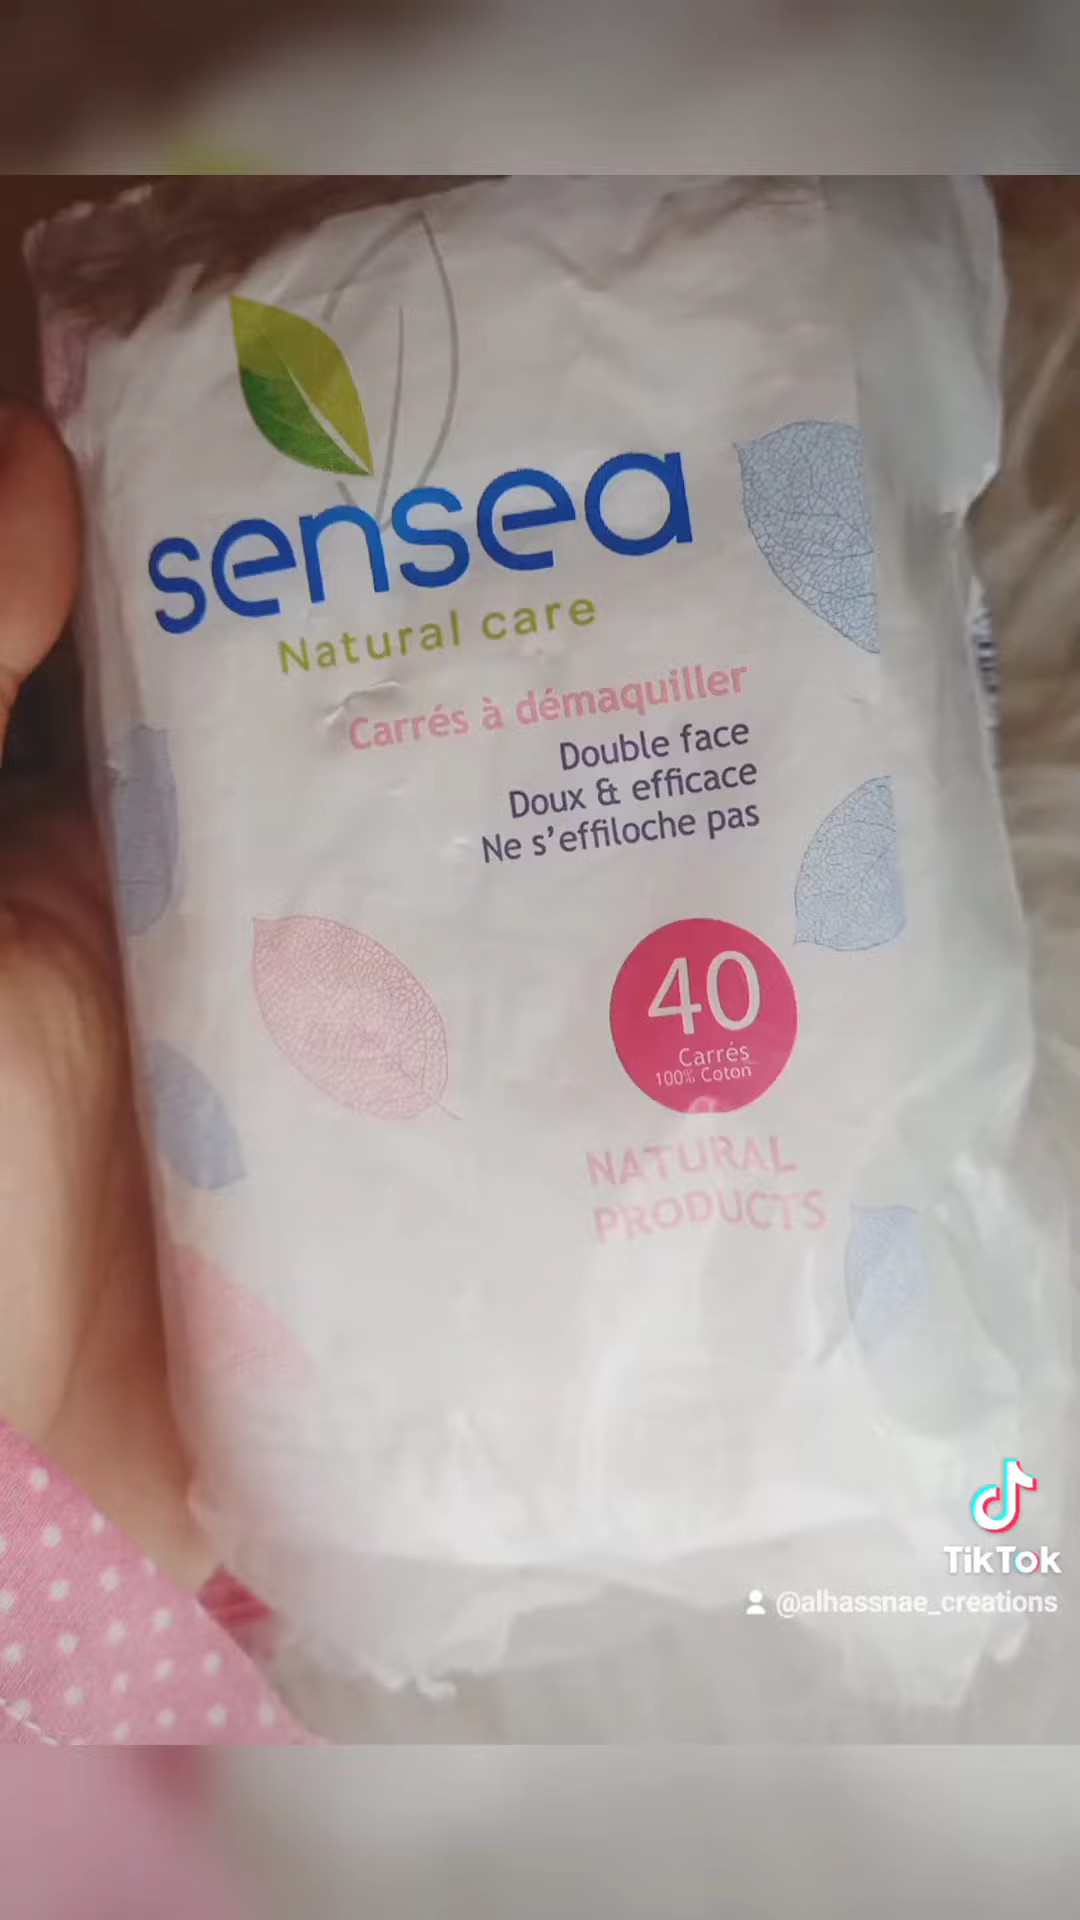 sensea
Natural care
Carrés à démaquiller
Double face
Doux & efficace
Ne s'effiloche pas
40
Carrés
100% Coton
NATURAL
PRODUCTS
TikTok
@alhassnae_creations